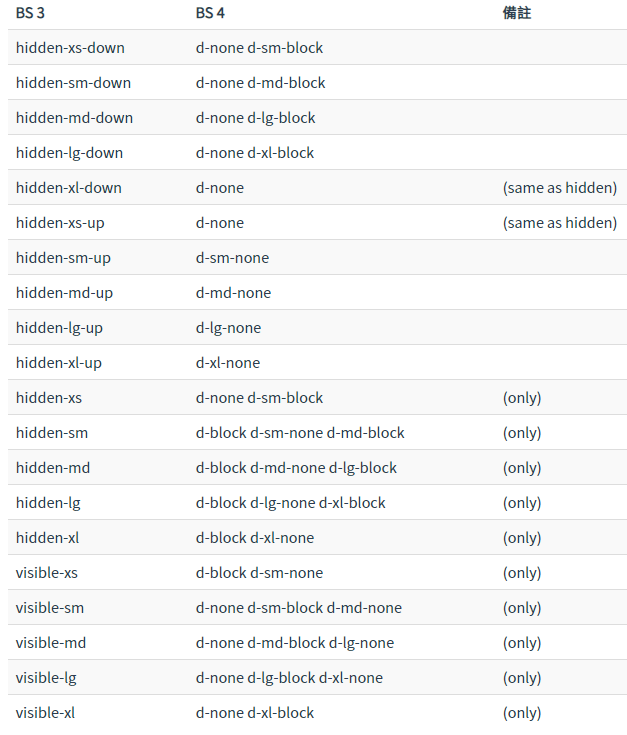 BS 3 BS 4 備註
hidden-xs-down d-none d-sm-block
hidden-sm-down d-none d-md-block
hidden-md-down d-none d-lg-block
hidden-lg-down d-none d-xl-block
hidden-xl-down d-none (same as hidden)
hidden-xs-up d-none (same as hidden)
hidden-sm-up d-sm-none
hidden-md-up d-md-none
hidden-lg-up d-lg-none
hidden-xl-up d-xl-none
hidden-xs d-none d-sm-block (only)
hidden-sm d-block d-sm-none d-md-block (only)
hidden-md d-block d-md-none d-lg-block (only)
hidden-lg d-block d-lg-none d-xl-block (only)
hidden-xl d-block d-xl-none (only)
visible-xs d-block d-sm-none (only)
visible-sm d-none d-sm-block d-md-none (only)
visible-md d-none d-md-block d-lg-none (only)
visible-lg d-none d-lg-block d-xl-none (only)
visible-xl d-none d-xl-block (only)